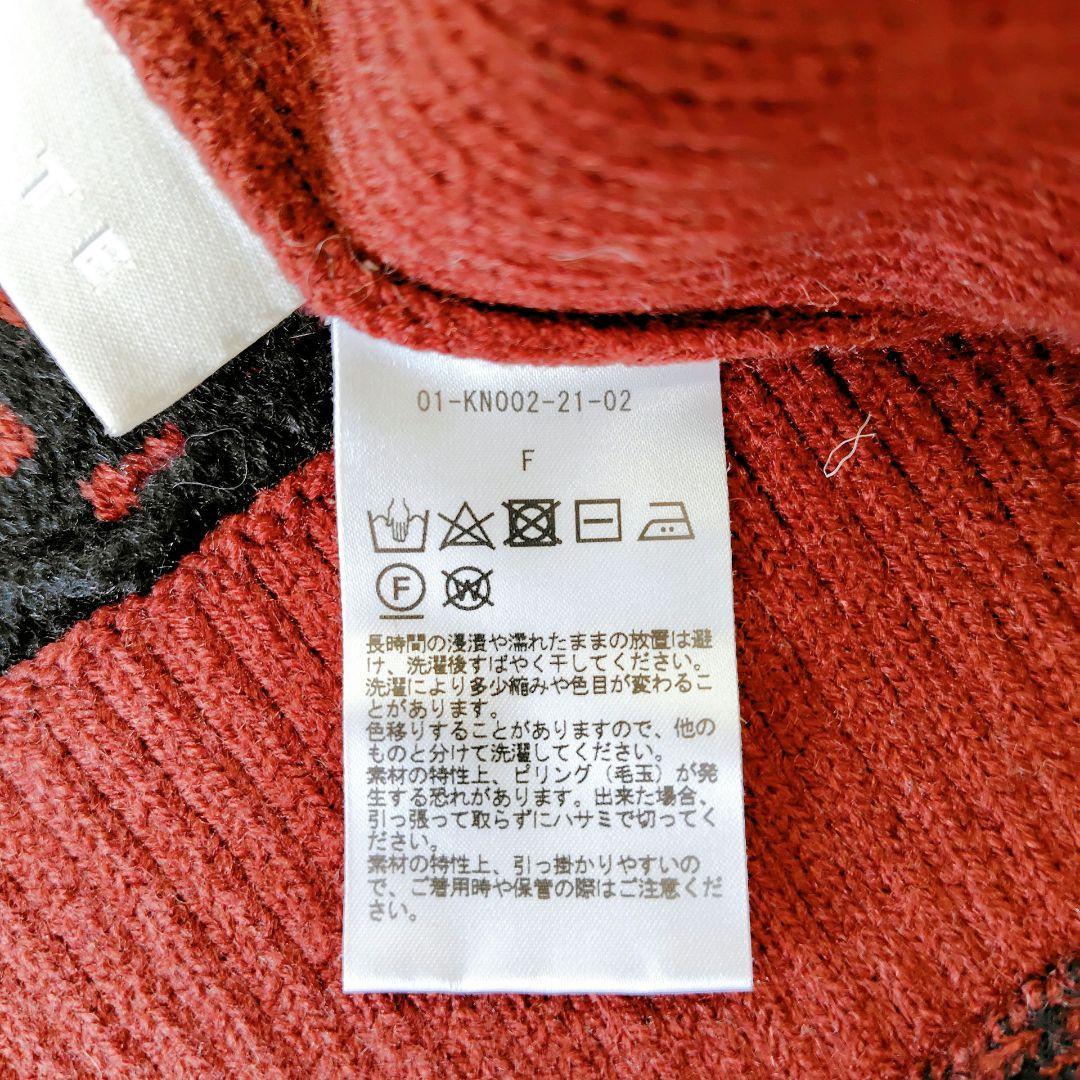 T
E
01-KN002-21-02
F
F
W
長時間の浸漬や濡れたままの放置は避
け、洗濯後すばやく干してください。
洗濯により多少縮みや色目が変わるこ
とがあります。
色移りすることがありますので、他の
ものと分けて洗濯してください。
素材の特性上、ピリング（毛玉）が発
生する恐れがあります。出来た場合、
引っ張って取らずにハサミで切ってく
ださい。
素材の特性上、引っ掛かりやすいの
で、ご着用時や保管の際はご注意くだ
さい。